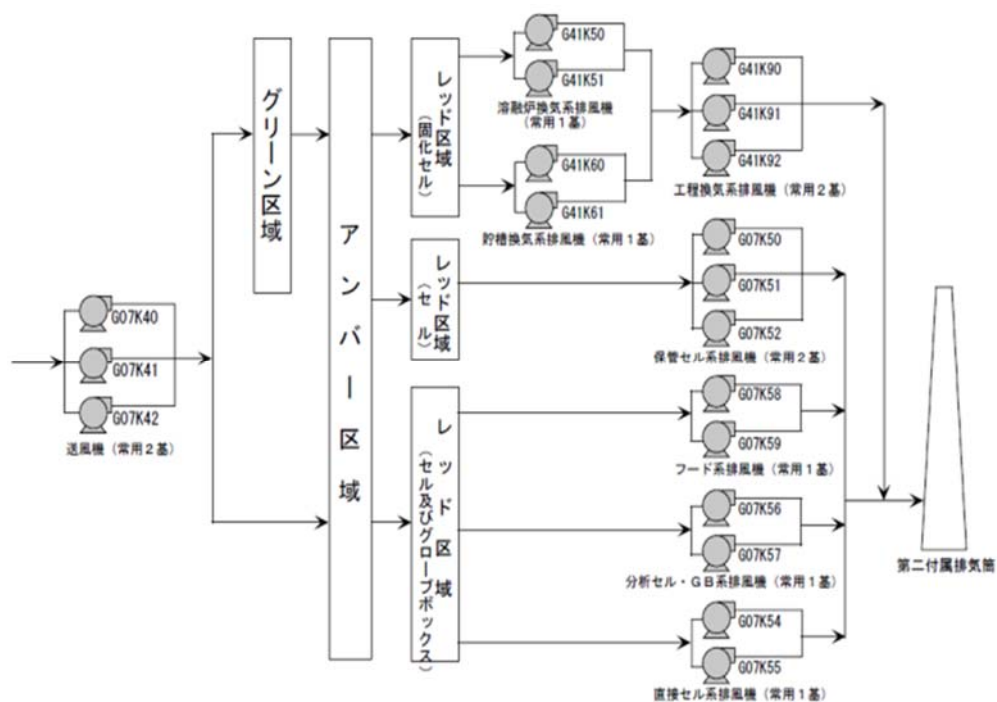 グリーン区域
アンバー区域
レッド区域
(固化セル)
G41K50
G41K51
溶融炉換気系排風機
(常用1基)
G41K60
G41K61
貯槽換気系排風機(常用1基)
G41K90
G41K91
G41K92
工程換気系排風機(常用2基)
レッド区域
(セル)
G07K50
G07K51
G07K52
保管セル系排風機(常用2基)
G07K40
G07K41
G07K42
送風機(常用2基)
レッド区域
(セル及びグローブボックス)
G07K58
G07K59
フード系排風機(常用1基)
G07K56
G07K57
分析セル・GB系排風機(常用1基)
G07K54
G07K55
直接セル系排風機(常用1基)
第二付属排気筒